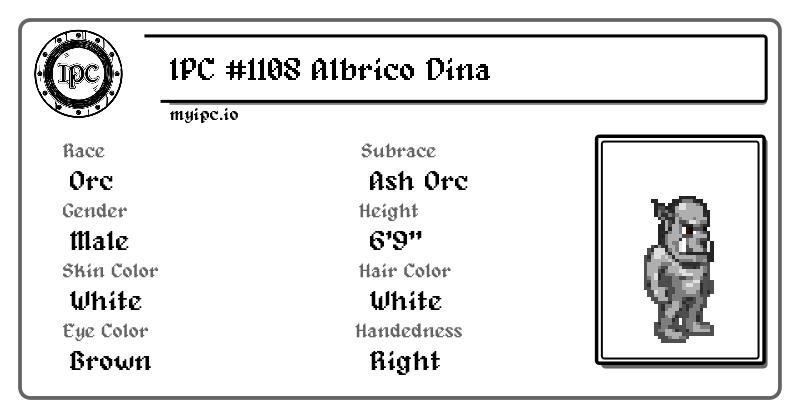 IPC
IPC #1108 Albrico Dina
myipc.io
Race
Orc
Subrace
Ash Orc
Gender
Male
Height
6'9"
Skin Color
White
Hair Color
White
Eye Color
Brown
Handedness
Right